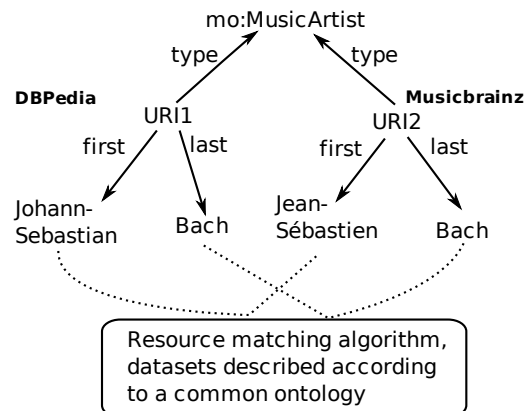 mo:MusicArtist
type
type
DBPedia
Musicbrainz
URI1
URI2
first
last
first
last
Johann-
Sebastian
Bach
Jean-
Sébastien
Bach
Resource matching algorithm,
datasets described according
to a common ontology